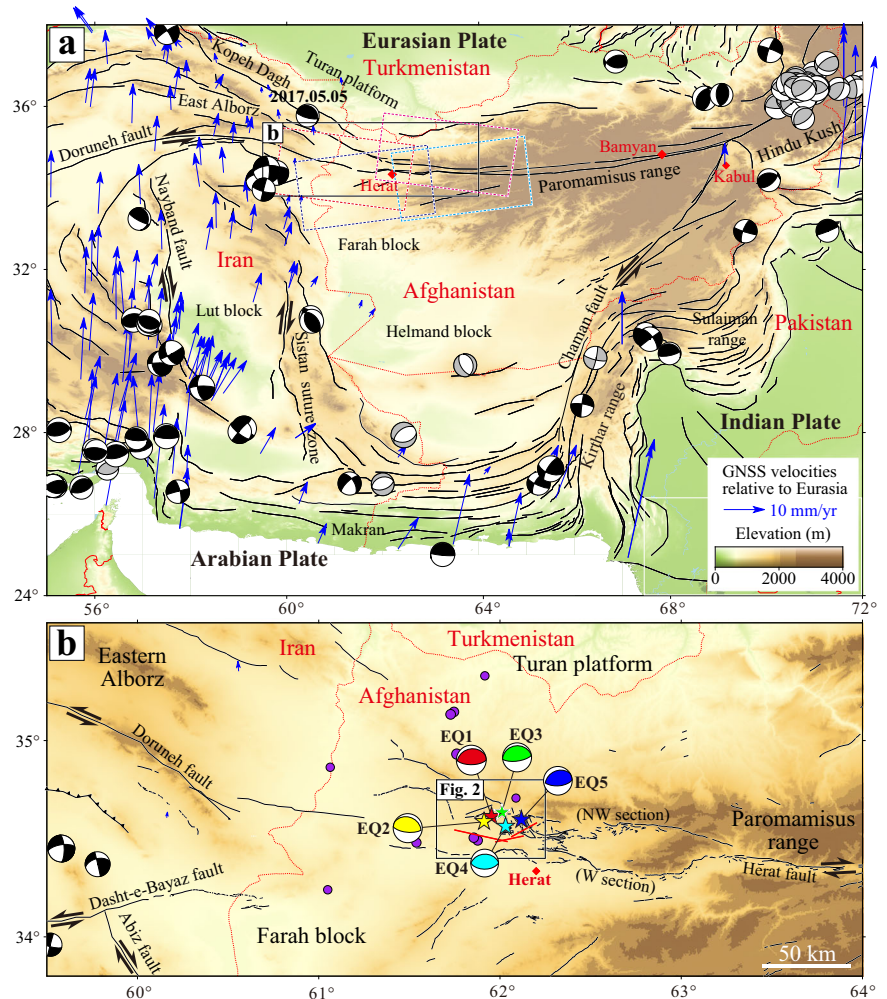 a
Eurasian Plate
Turkmenistan
Kopeh Dagh
Turan platform
East Alborz
2017.05.05
36°
b
Doruneh fault
Bamyan
Hindu Kush
Herat
Paromamisus range
Kabul
Nayband fault
Farah block
Iran
32°
Afghanistan
Lut block
Helmand block
Chaman fault
Sulaiman
range
Pakistan
Sistan suture zone
Kirthar range
28°
Indian Plate
GNSS velocities
relative to Eurasia
10 mm/yr
Makran
Elevation (m)
Arabian Plate
0 2000 4000
24°
56° 60° 64° 68° 72°
b
Eastern
Alborz
Iran
Turkmenistan
Turan platform
Afghanistan
35°
EQ1
EQ3
Doruneh fault
EQ5
Fig. 2
(NW section)
EQ2
Paromamisus
range
EQ4
Herat
(W section)
Herat fault
Dasht-e-Bayaz fault
Abiz fault
34°
Farah block
50 km
60° 61° 62° 63° 64°